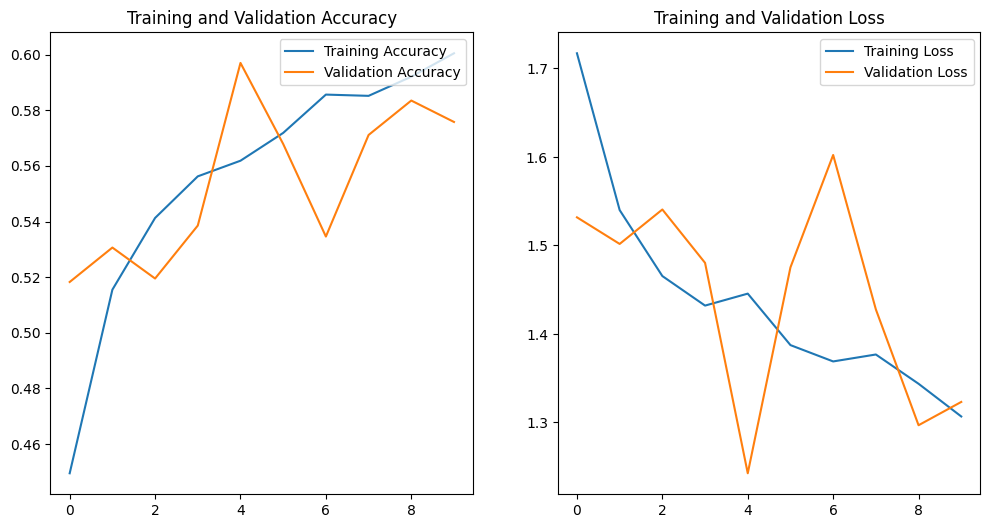 Training and Validation Accuracy
Training Accuracy
Validation Accuracy
0.60
0.58
0.56
0.54
0.52
0.50
0.48
0.46
0 2 4 6 8
Training and Validation Loss
Training Loss
Validation Loss
1.7
1.6
1.5
1.4
1.3
0 2 4 6 8